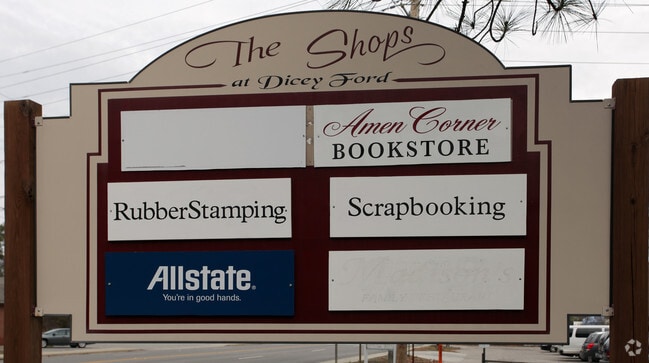 The Shops
at Dicey Ford
Amen Corner
BOOKSTORE
RubberStamping
Scrapbooking
Allstate®
You're in good hands.